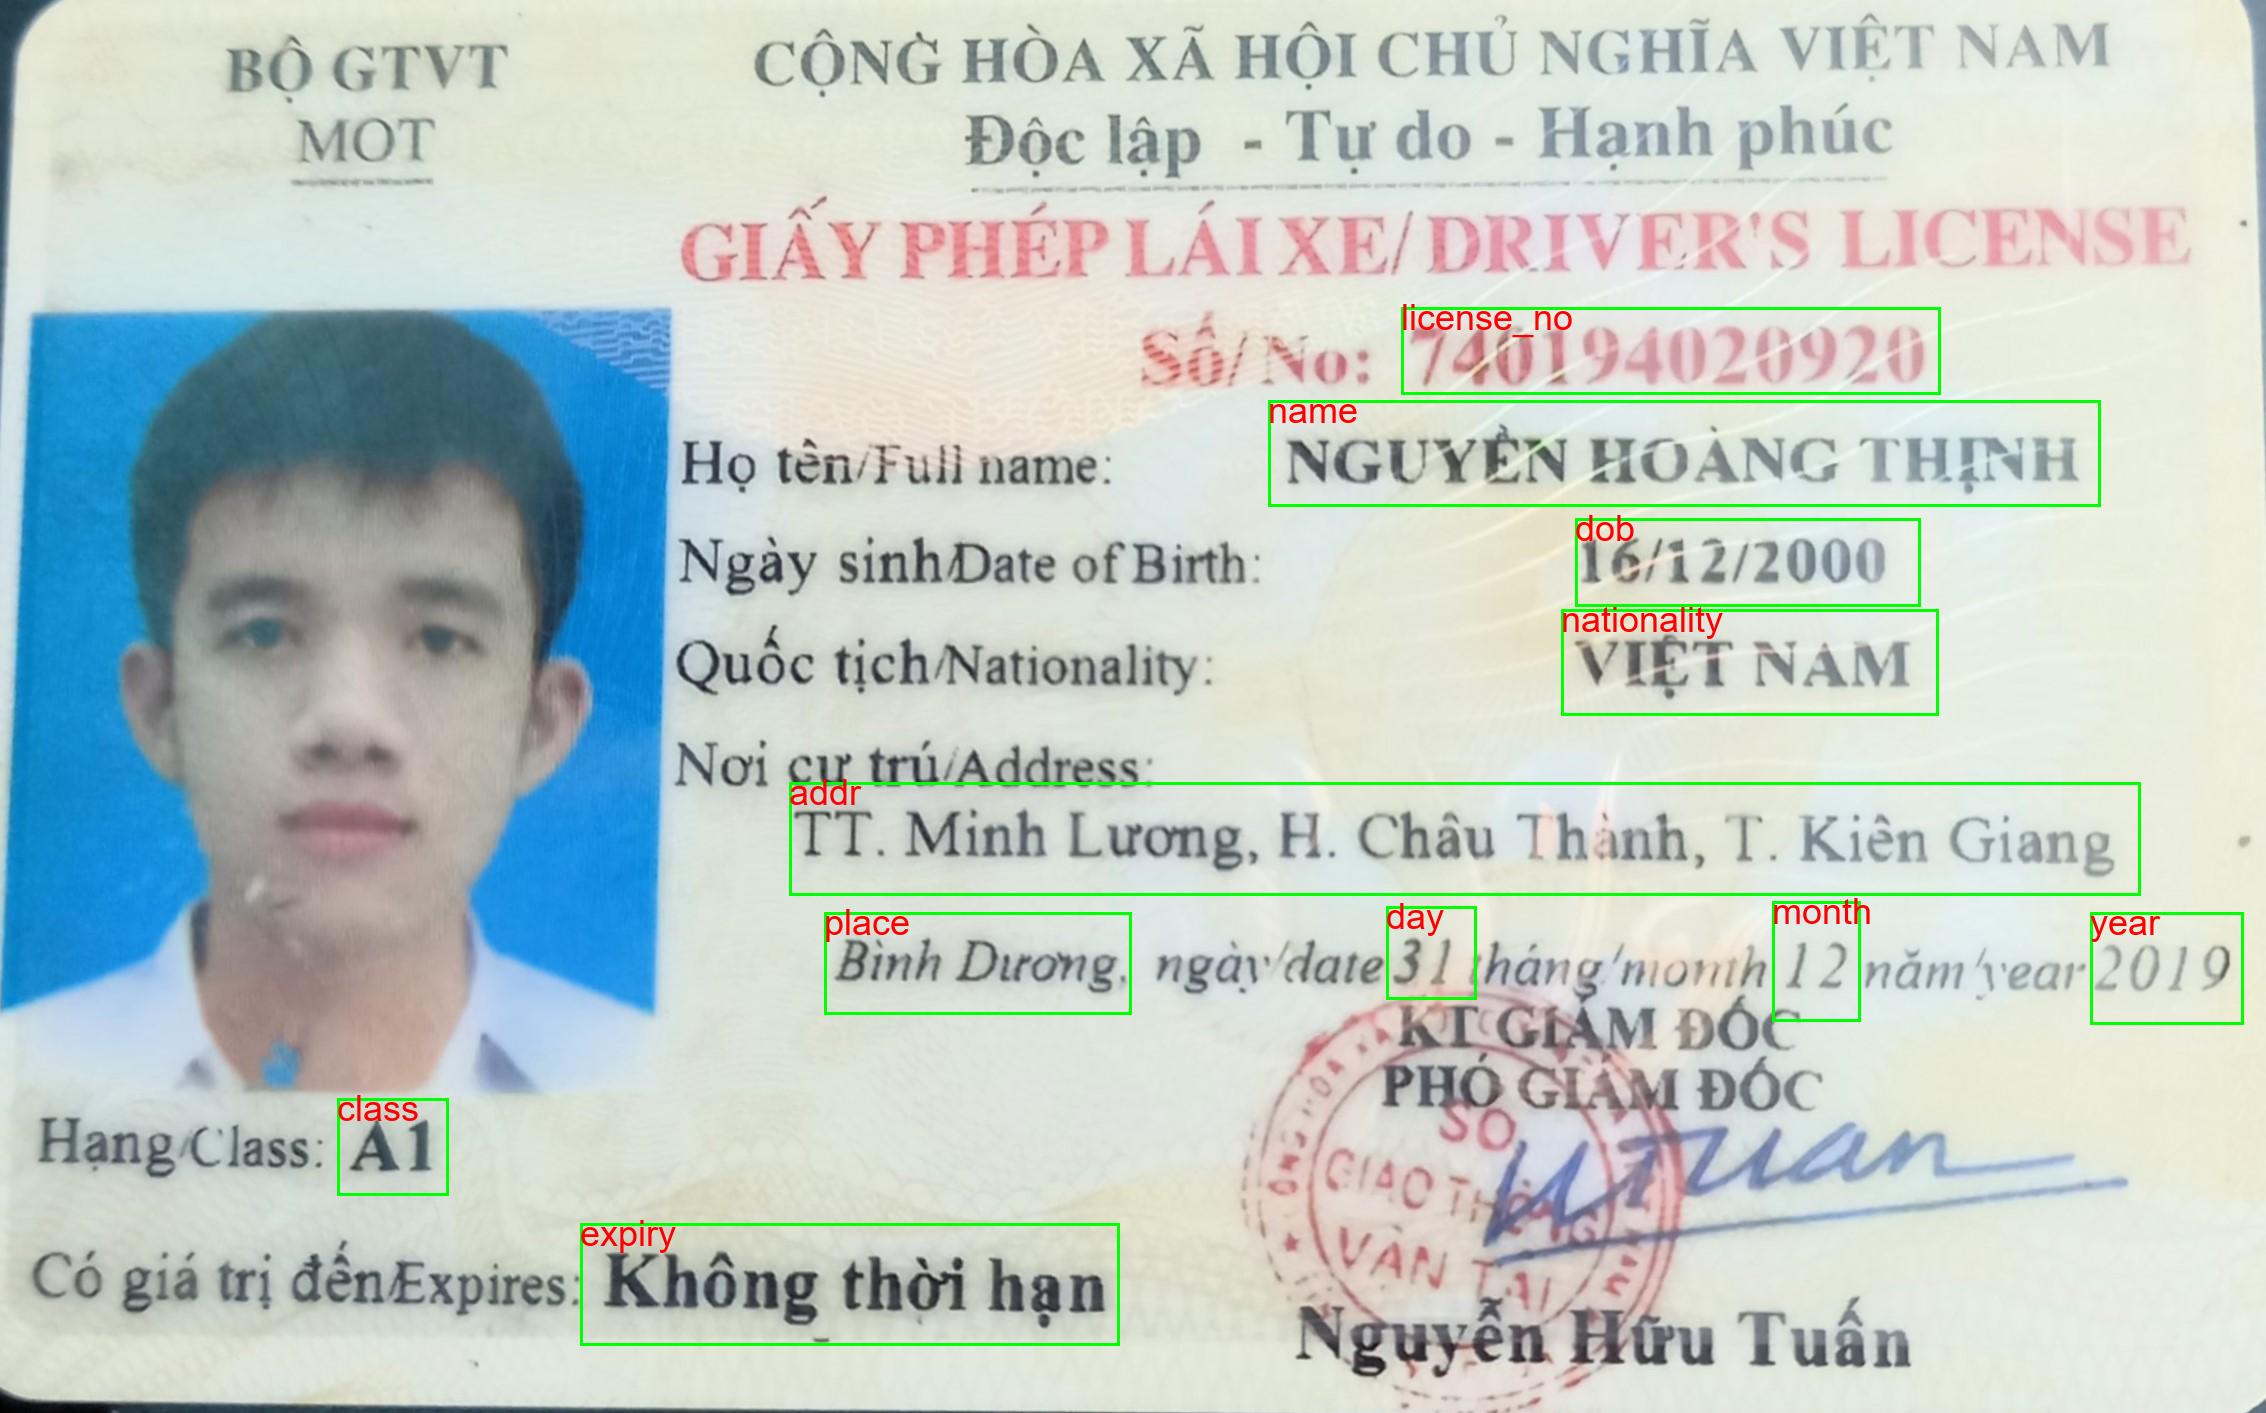 BỘ GTVT
MOT
CỘNG HÒA XÃ HỘI CHỦ NGHĨA VIỆT NAM
Độc lập - Tự do - Hạnh phúc
GIẤY PHÉP LÁI XE/ DRIVER'S LICENSE
license_no
Số/ No: 740194020920
name
Họ tên/Full name: NGUYỄN HOÀNG THỊNH
dob
Ngày sinh/Date of Birth: 16/12/2000
nationality
Quốc tịch/Nationality: VIỆT NAM
Nơi cư trú/Address:
addr
TT. Minh Lương, H. Châu Thành, T. Kiên Giang
place day month year
Bình Dương, ngày/date 31 tháng/month 12 năm/year 2019
KT GIÁM ĐỐC
PHÓ GIÁM ĐỐC
class
Hạng/Class: A1
SỞ
GIAO THÔNG
VẬN TẢI
expiry
Có giá trị đến/Expires: Không thời hạn
Nguyễn Hữu Tuấn